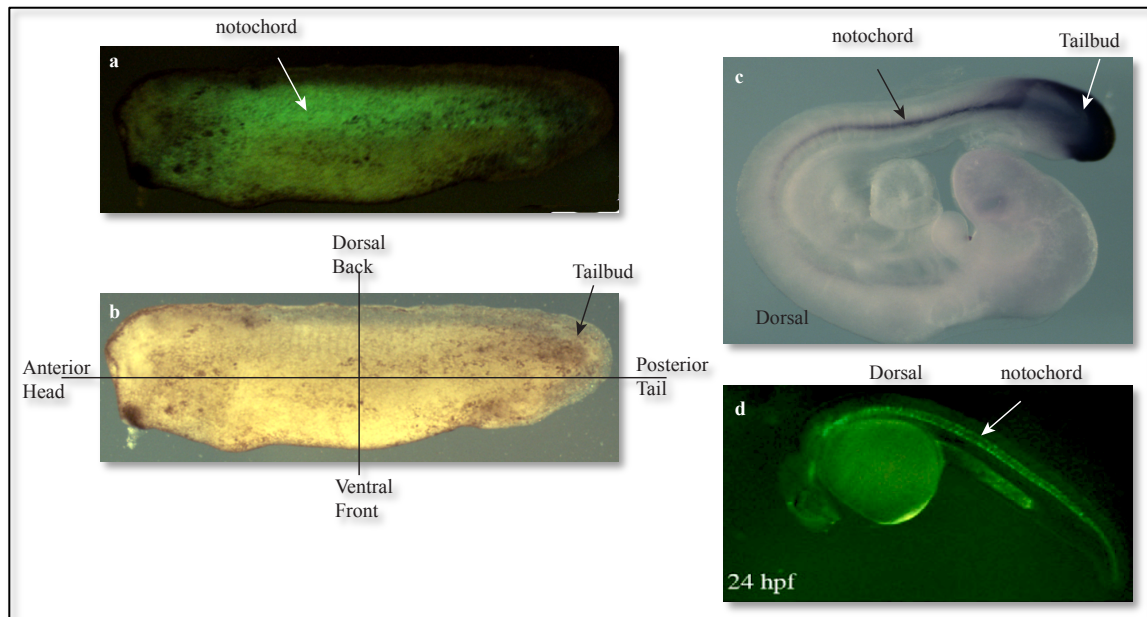 notochord
a
Dorsal
Back
Tailbud
b
Anterior
Head
Posterior
Tail
Ventral
Front
notochord
Tailbud
c
Dorsal
Dorsal
notochord
d
24 hpf